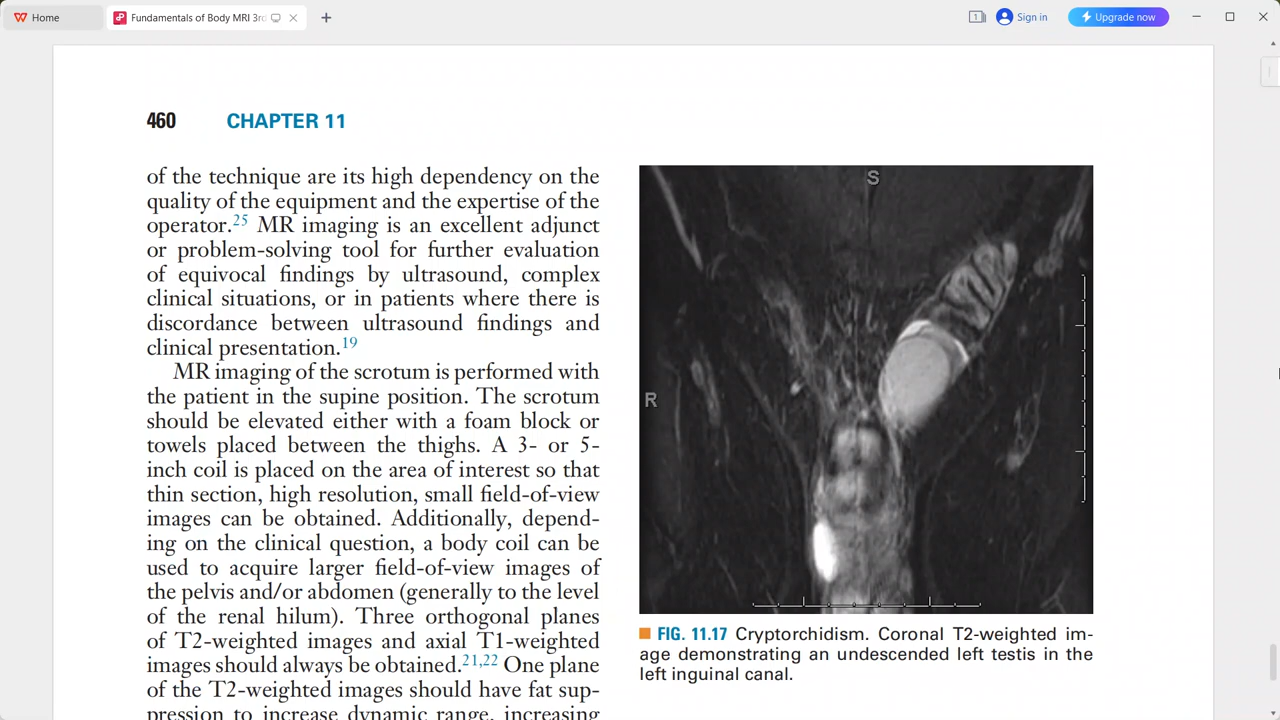 Home
Fundamentals of Body MRI 3rd
Sign in
Upgrade now
460 CHAPTER 11
of the technique are its high dependency on the
quality of the equipment and the expertise of the
operator.25 MR imaging is an excellent adjunct
or problem-solving tool for further evaluation
of equivocal findings by ultrasound, complex
clinical situations, or in patients where there is
discordance between ultrasound findings and
clinical presentation.19
MR imaging of the scrotum is performed with
the patient in the supine position. The scrotum
should be elevated either with a foam block or
towels placed between the thighs. A 3- or 5-
inch coil is placed on the area of interest so that
thin section, high resolution, small field-of-view
images can be obtained. Additionally, depend-
ing on the clinical question, a body coil can be
used to acquire larger field-of-view images of
the pelvis and/or abdomen (generally to the level
of the renal hilum). Three orthogonal planes
of T2-weighted images and axial T1-weighted
images should always be obtained.21,22 One plane
of the T2-weighted images should have fat sup-
pression to increase dynamic range, increasing
S
R
FIG. 11.17 Cryptorchidism. Coronal T2-weighted im-
age demonstrating an undescended left testis in the
left inguinal canal.